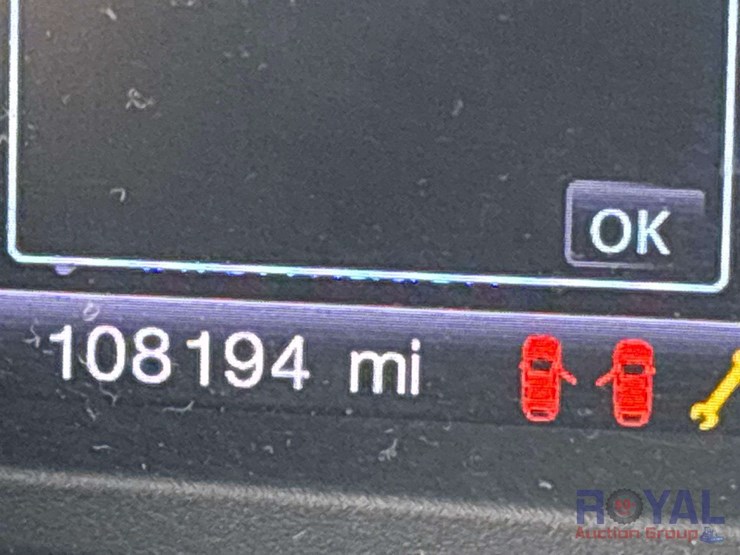 OK
108194 mi
ROYAL
Auction Group